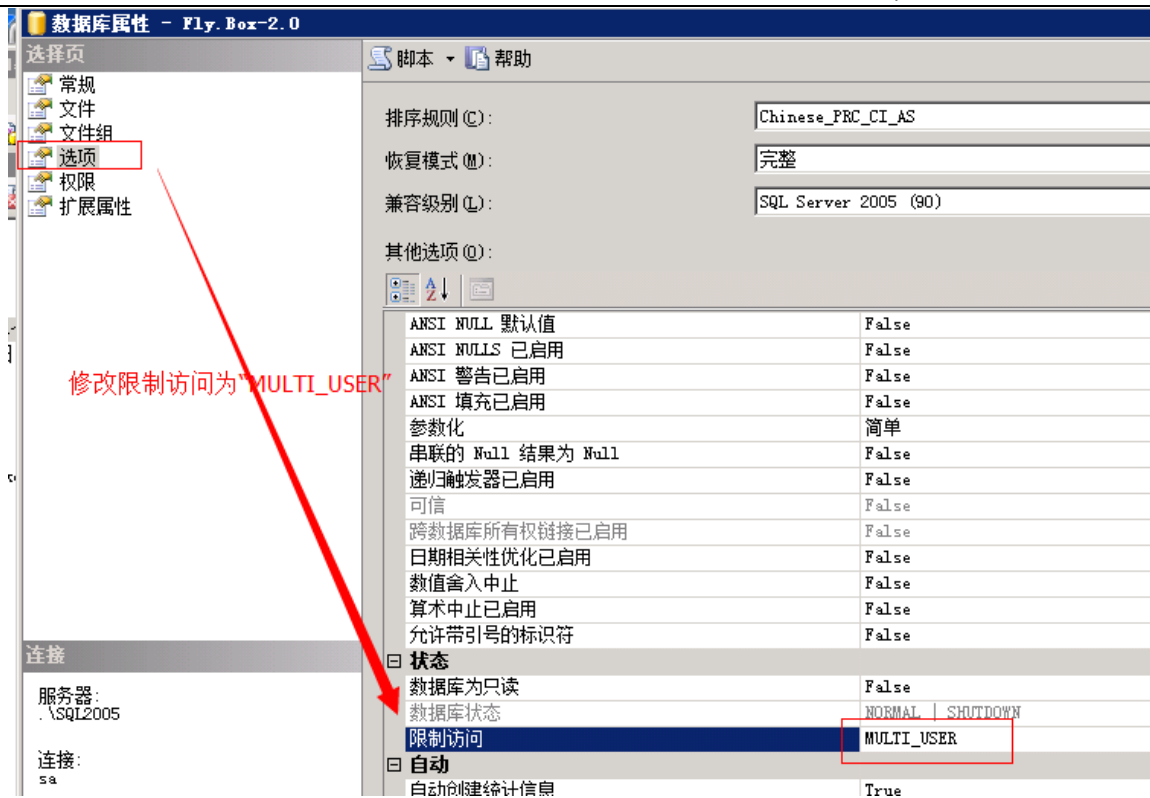 数据库属性 - Fly.Box-2.0
选择页
常规
文件
文件组
选项
权限
扩展属性
脚本 帮助
排序规则(C): Chinese_PRC_CI_AS
恢复模式(M): 完整
兼容级别(L): SQL Server 2005 (90)
其他选项(O):
ANSI NULL 默认值 False
ANSI NULLS 已启用 False
ANSI 警告已启用 False
ANSI 填充已启用 False
参数化 简单
串联的 Null 结果为 Null False
递归触发器已启用 False
可信 False
跨数据库所有权链接已启用 False
日期相关性优化已启用 False
数值舍入中止 False
算术中止已启用 False
允许带引号的标识符 False
状态
数据库为只读 False
数据库状态 NORMAL | SHUTDOWN
限制访问 MULTI_USER
自动
自动创建统计信息 True
修改限制访问为“MULTI_USER”
连接
服务器:
.\SQL2005
连接:
sa